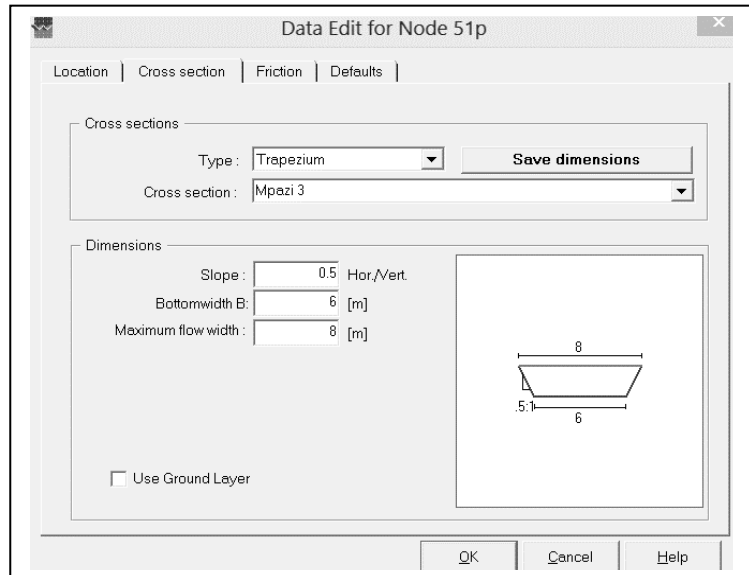 Data Edit for Node 51p
Location | Cross section | Friction | Defaults
Cross sections
Type : Trapezium Save dimensions
Cross section : Mpazi 3
Dimensions
Slope : 0.5 Hor./Vert.
Bottomwidth B: 6 [m]
Maximum flow width : 8 [m]
8
.5:1
6
Use Ground Layer
OK Cancel Help